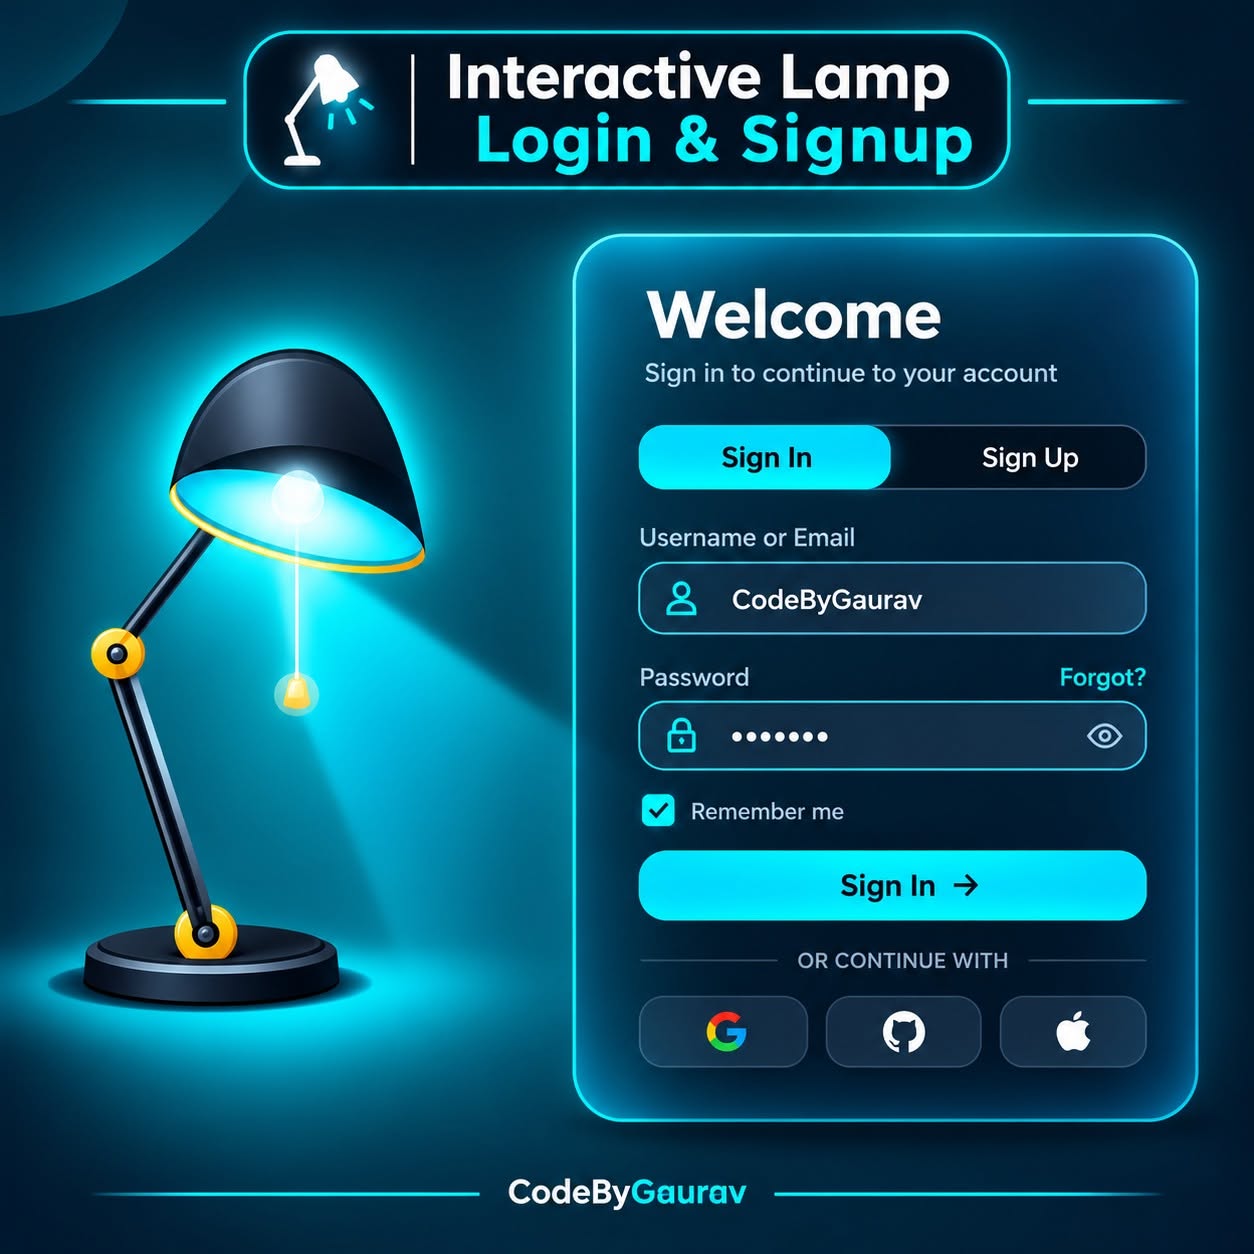 Interactive Lamp
Login & Signup
Welcome
Sign in to continue to your account
Sign In
Sign Up
Username or Email
CodeByGaurav
Password
Forgot?
•••••••
Remember me
Sign In →
OR CONTINUE WITH
CodeByGaurav